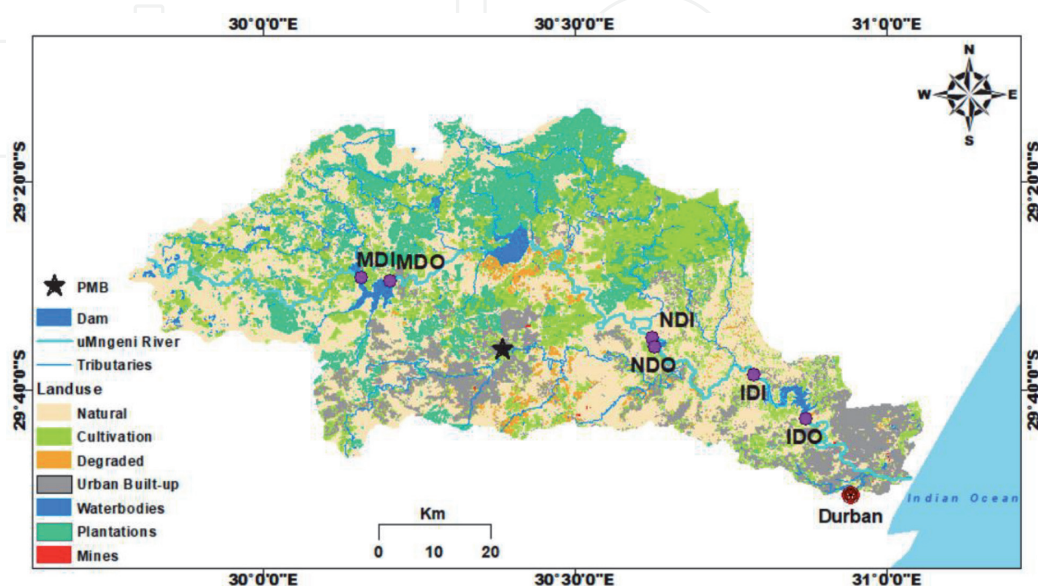 30°0'0"E 30°30'0"E 31°0'0"E
N
W E
S
29°20'0"S 29°20'0"S
MDI MDO
PMB
Dam
uMngeni River
Tributaries
NDI
NDO
29°40'0"S 29°40'0"S
Landuse
IDI
Natural
Cultivation
IDO
Degraded
Urban Built-up
Waterbodies
Indian Ocean
Durban
Plantations
Mines
Km
0 10 20
30°0'0"E 30°30'0"E 31°0'0"E